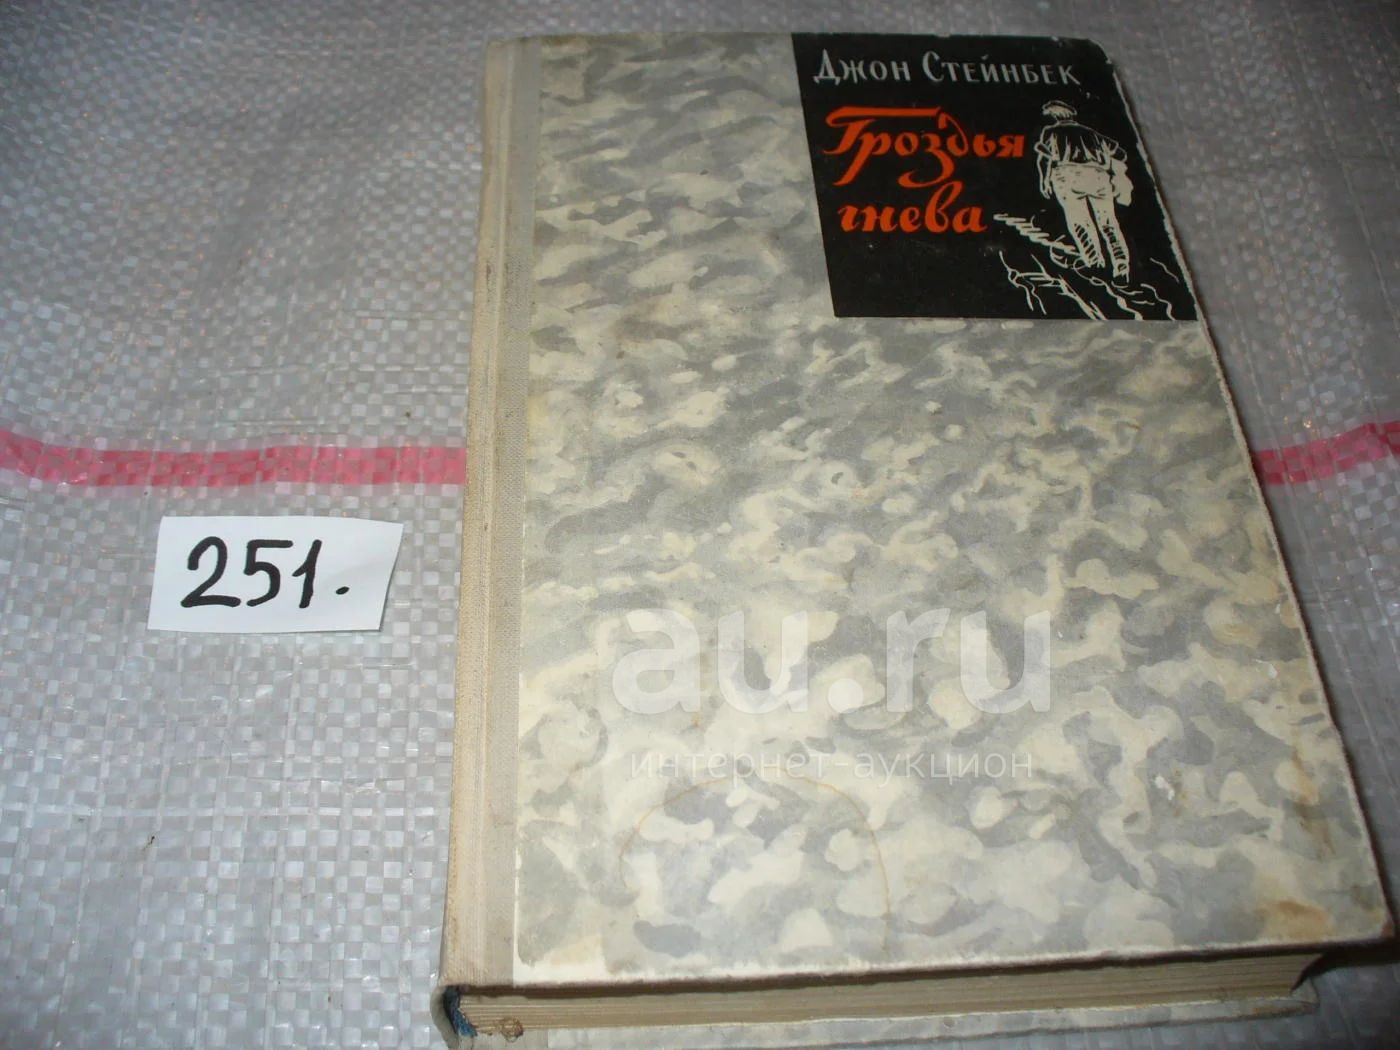 Джон Стейнбек
Гроздья
гнева
251.
au.ru
интернет-аукцион